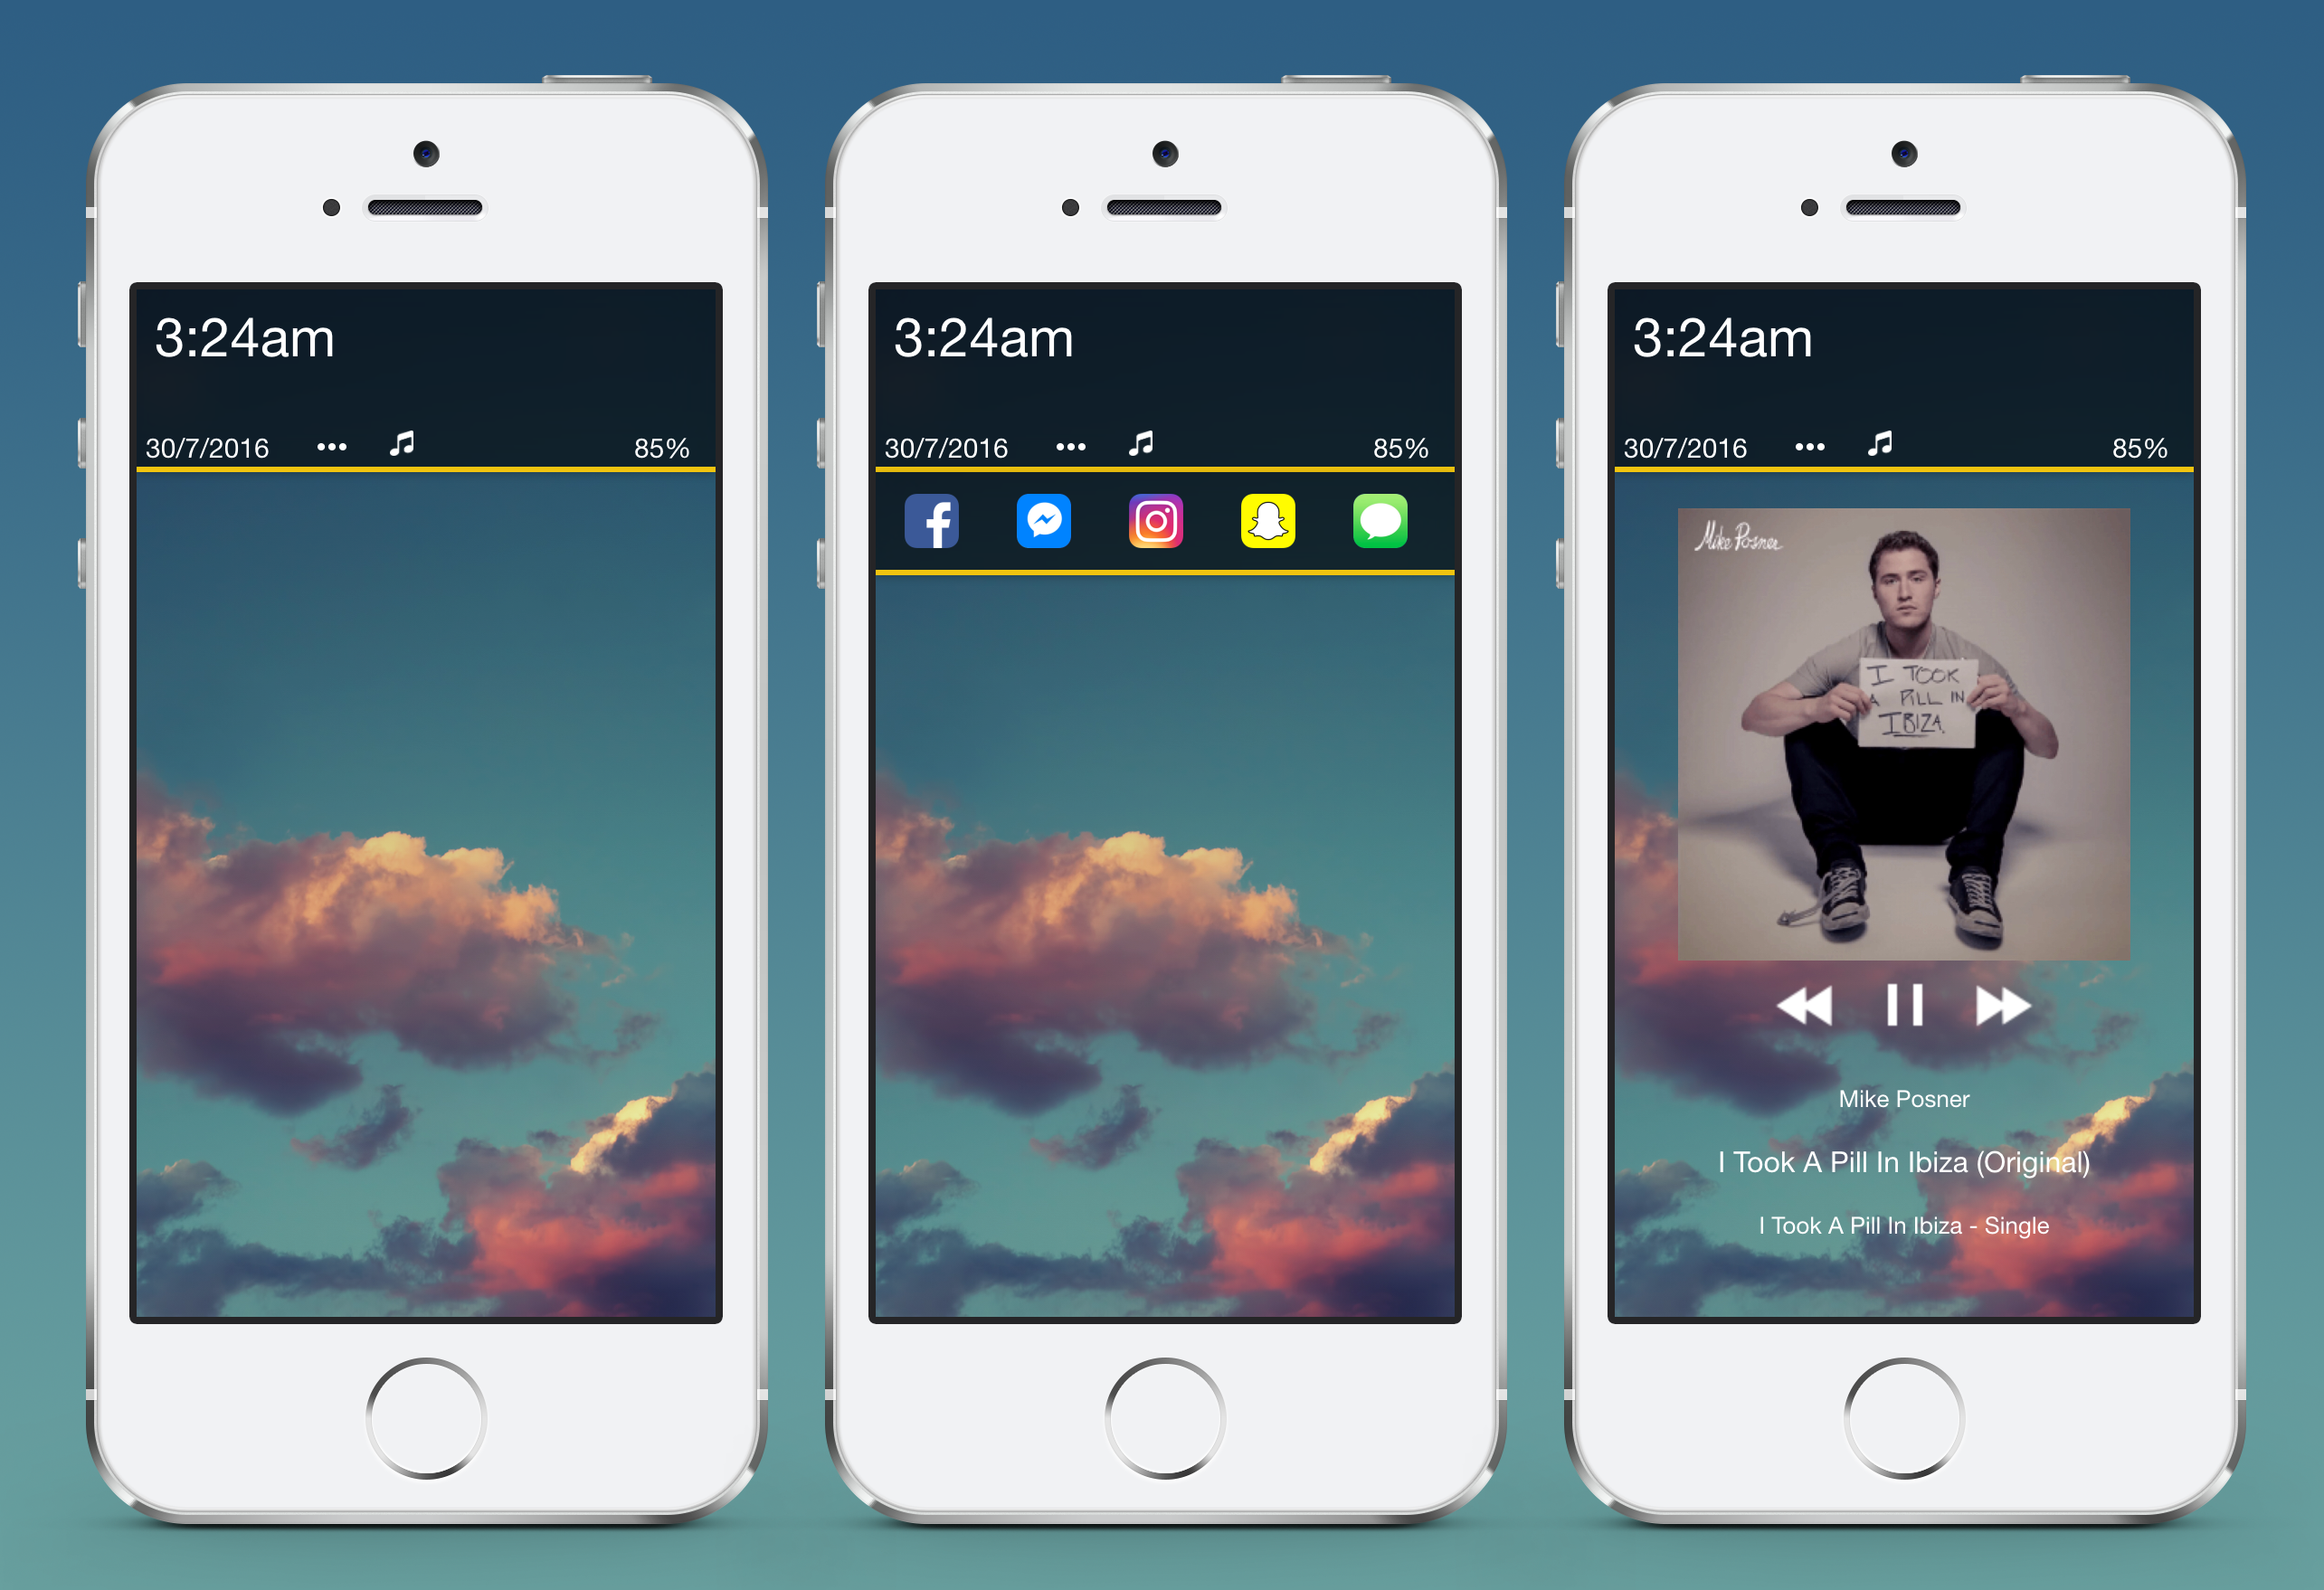 3:24am
30/7/2016 ••• 85%
3:24am
30/7/2016 ••• 85%
3:24am
30/7/2016 ••• 85%
Mike Posner
I TOOK
A PILL IN
IBIZA
Mike Posner
I Took A Pill In Ibiza (Original)
I Took A Pill In Ibiza - Single